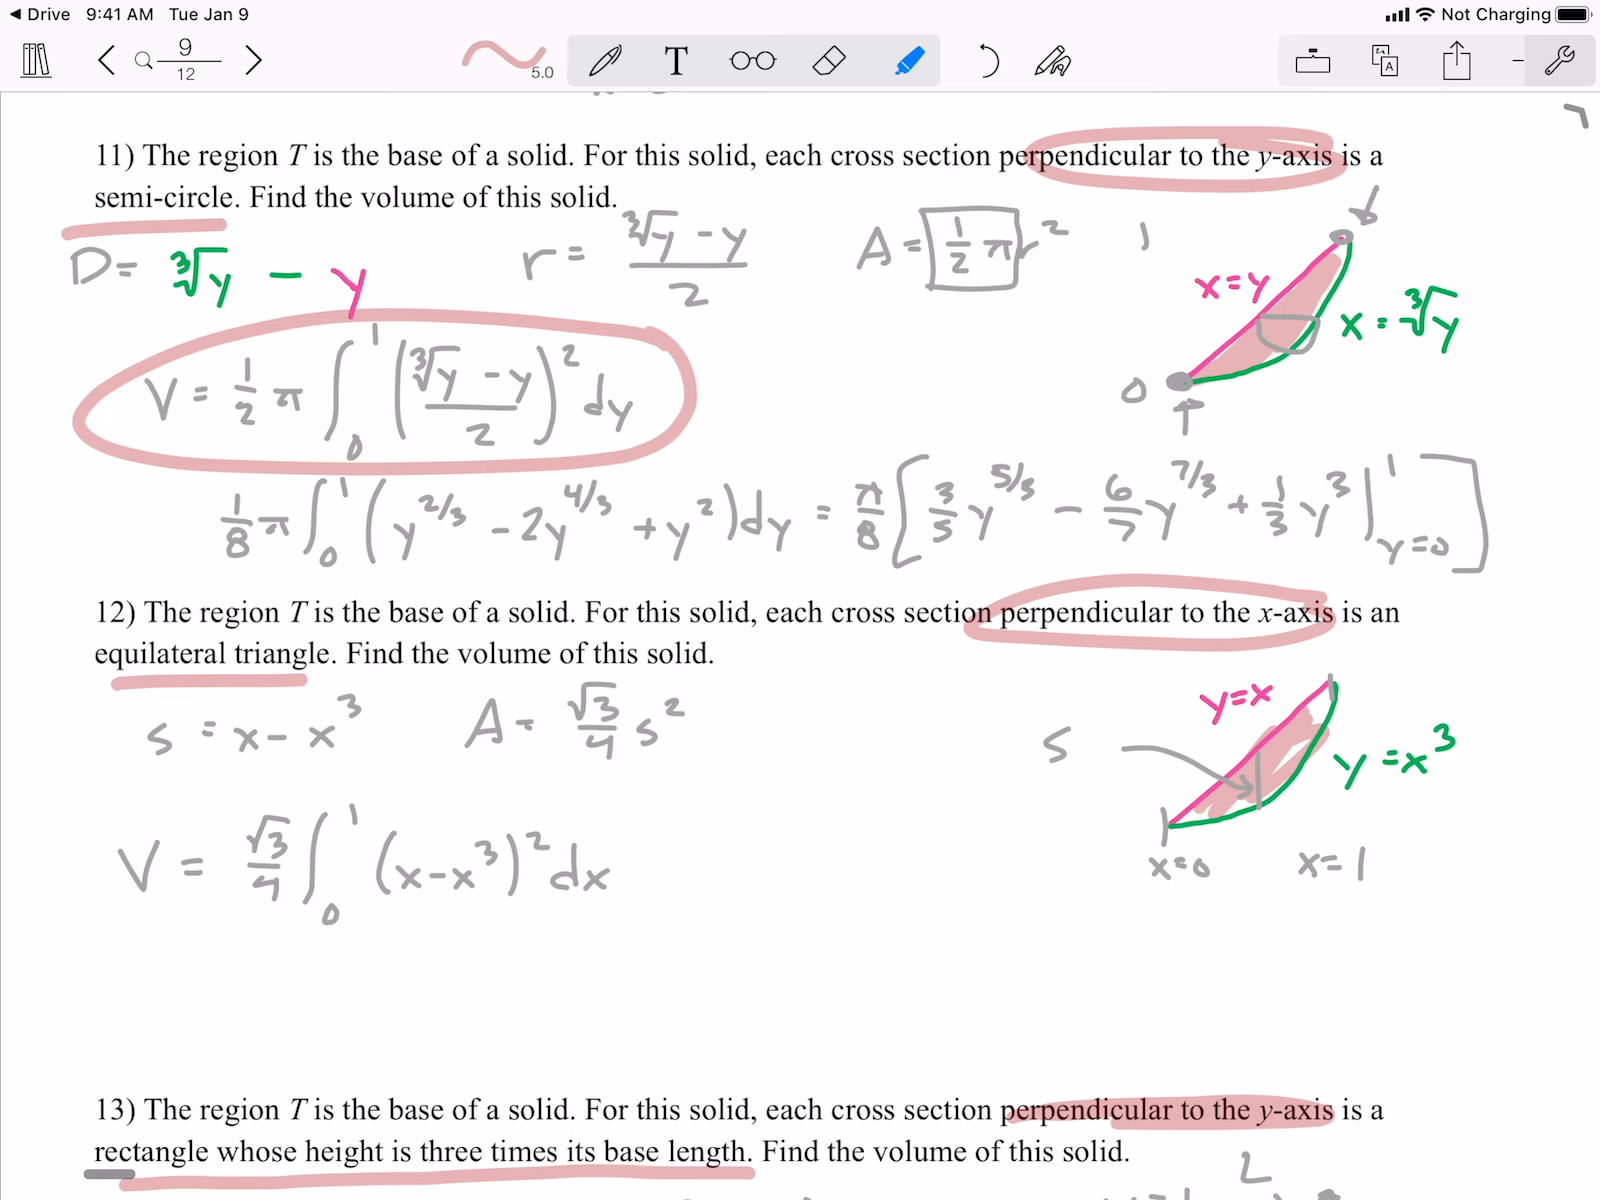 ◀ Drive 9:41 AM Tue Jan 9 Not Charging
9
12
5.0
T
A
11) The region T is the base of a solid. For this solid, each cross section perpendicular to the y-axis is a
semi-circle. Find the volume of this solid.
D = ∛y − y r = (∛y − y)/2 A = 1/2 π r² 1
x = y
x = ∛y
0
V = 1/2 π ∫₀¹ ((∛y − y)/2)² dy
1/8 π ∫₀¹ (y^(2/3) − 2y^(4/3) + y²) dy = π/8 [3/5 y^(5/3) − 6/7 y^(7/3) + 1/3 y³ |¹_(y=0) ]
12) The region T is the base of a solid. For this solid, each cross section perpendicular to the x-axis is an
equilateral triangle. Find the volume of this solid.
s = x − x³ A = √3/4 s²
y = x
S
y = x³
x=0 x=1
V = √3/4 ∫₀¹ (x − x³)² dx
13) The region T is the base of a solid. For this solid, each cross section perpendicular to the y-axis is a
rectangle whose height is three times its base length. Find the volume of this solid.